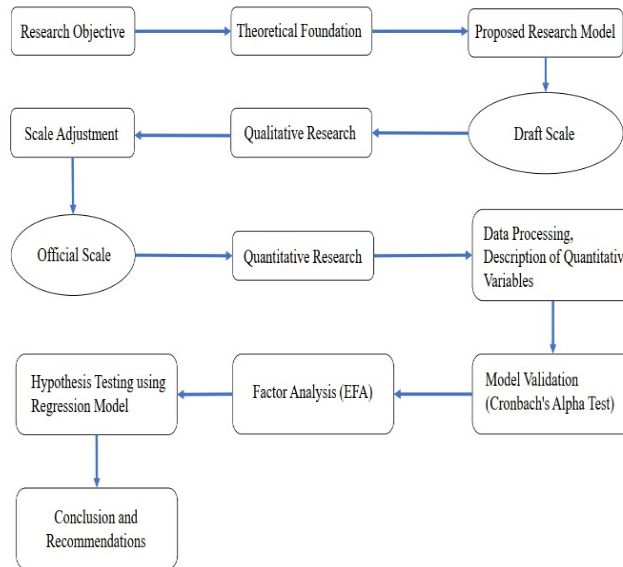 Research Objective
Theoretical Foundation
Proposed Research Model
Scale Adjustment
Qualitative Research
Draft Scale
Official Scale
Quantitative Research
Data Processing,
Description of Quantitative
Variables
Hypothesis Testing using
Regression Model
Factor Analysis (EFA)
Model Validation
(Cronbach's Alpha Test)
Conclusion and
Recommendations